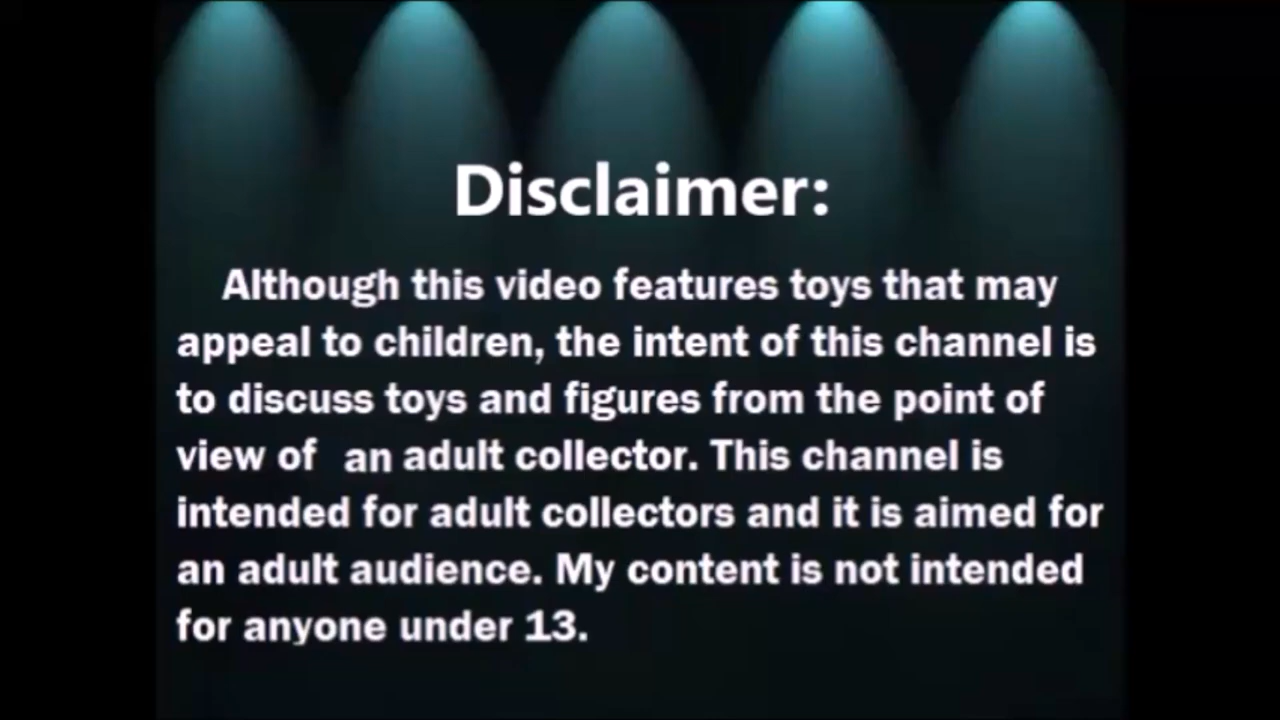 Disclaimer:
Although this video features toys that may
appeal to children, the intent of this channel is
to discuss toys and figures from the point of
view of an adult collector. This channel is
intended for adult collectors and it is aimed for
an adult audience. My content is not intended
for anyone under 13.